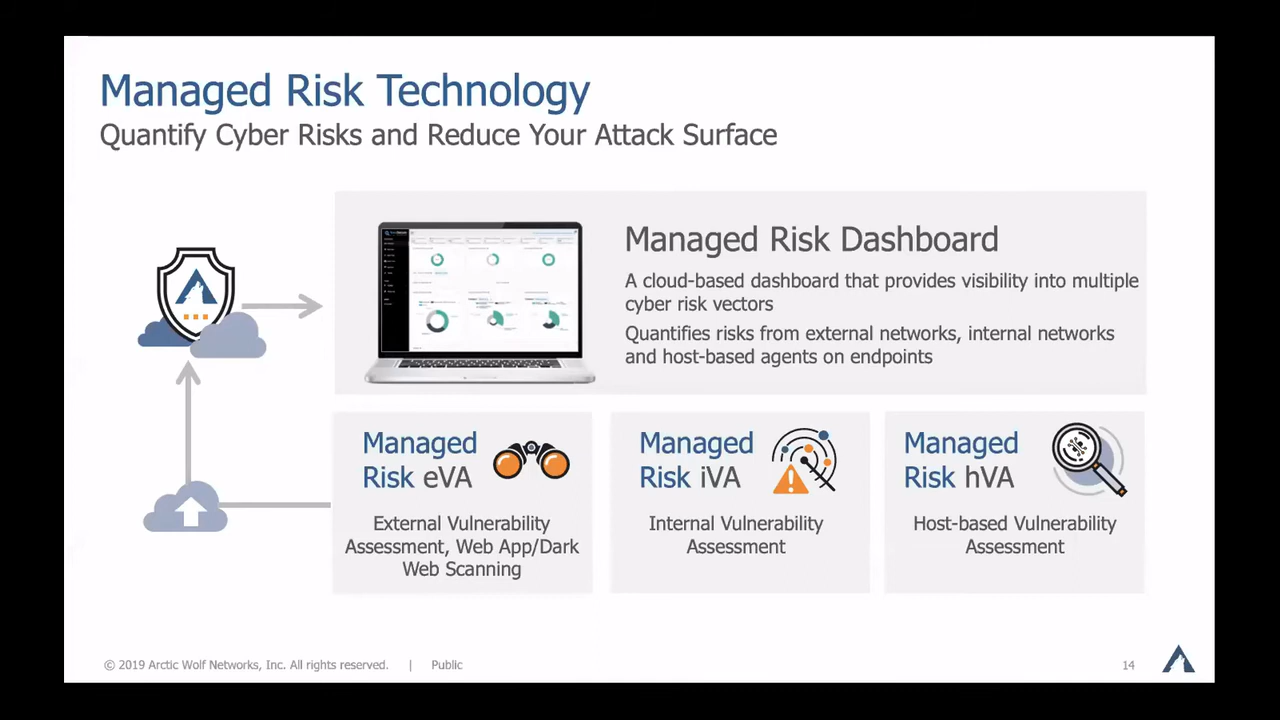 Managed Risk Technology
Quantify Cyber Risks and Reduce Your Attack Surface
Managed Risk Dashboard
A cloud-based dashboard that provides visibility into multiple
cyber risk vectors
Quantifies risks from external networks, internal networks
and host-based agents on endpoints
Managed
Risk eVA
External Vulnerability
Assessment, Web App/Dark
Web Scanning
Managed
Risk iVA
Internal Vulnerability
Assessment
Managed
Risk hVA
Host-based Vulnerability
Assessment
© 2019 Arctic Wolf Networks, Inc. All rights reserved. | Public
14